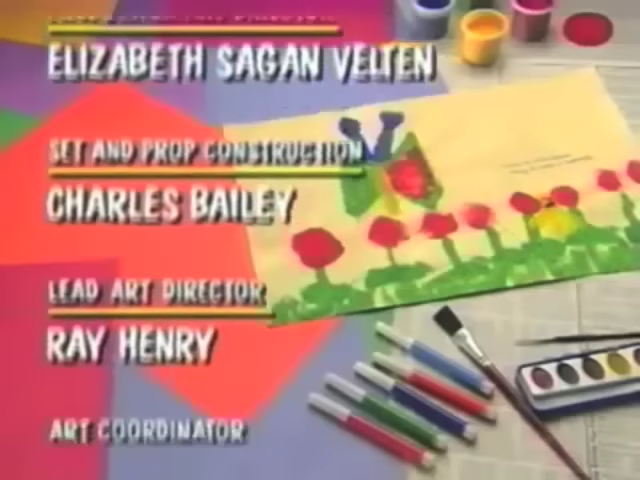 ELIZABETH SAGAN VELTEN
SET AND PROP CONSTRUCTION
CHARLES BAILEY
LEAD ART DIRECTOR
RAY HENRY
ART COORDINATOR